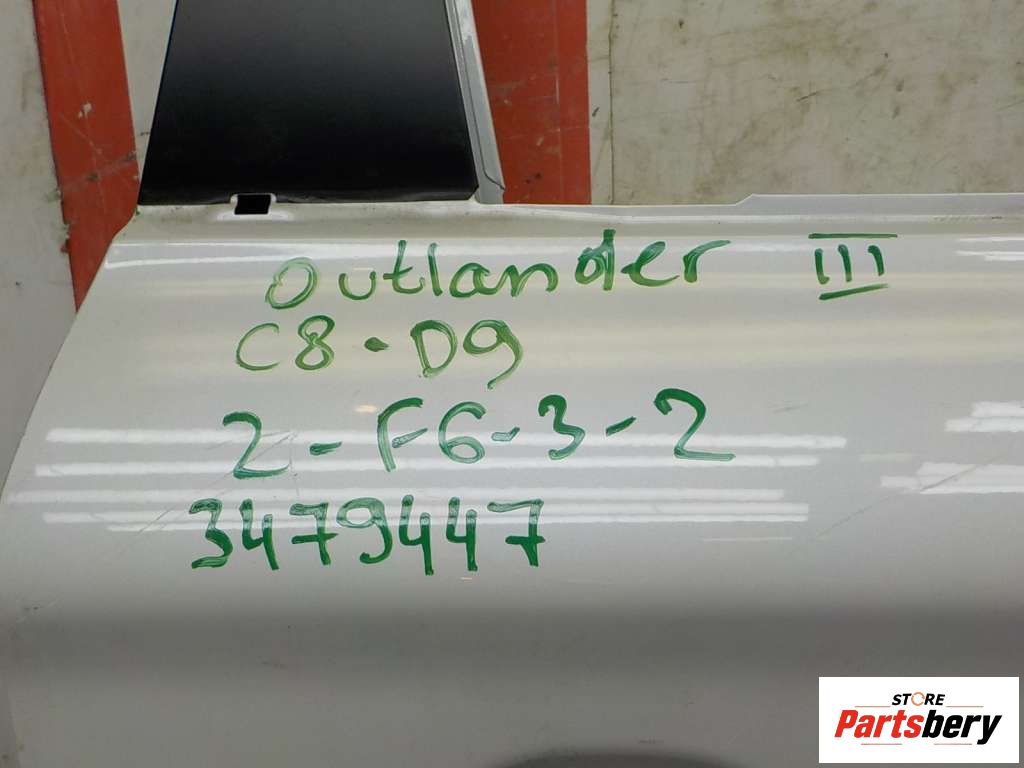 Outlander III
C8-D9
2-F6-3-2
3479447
STORE
Partsbery